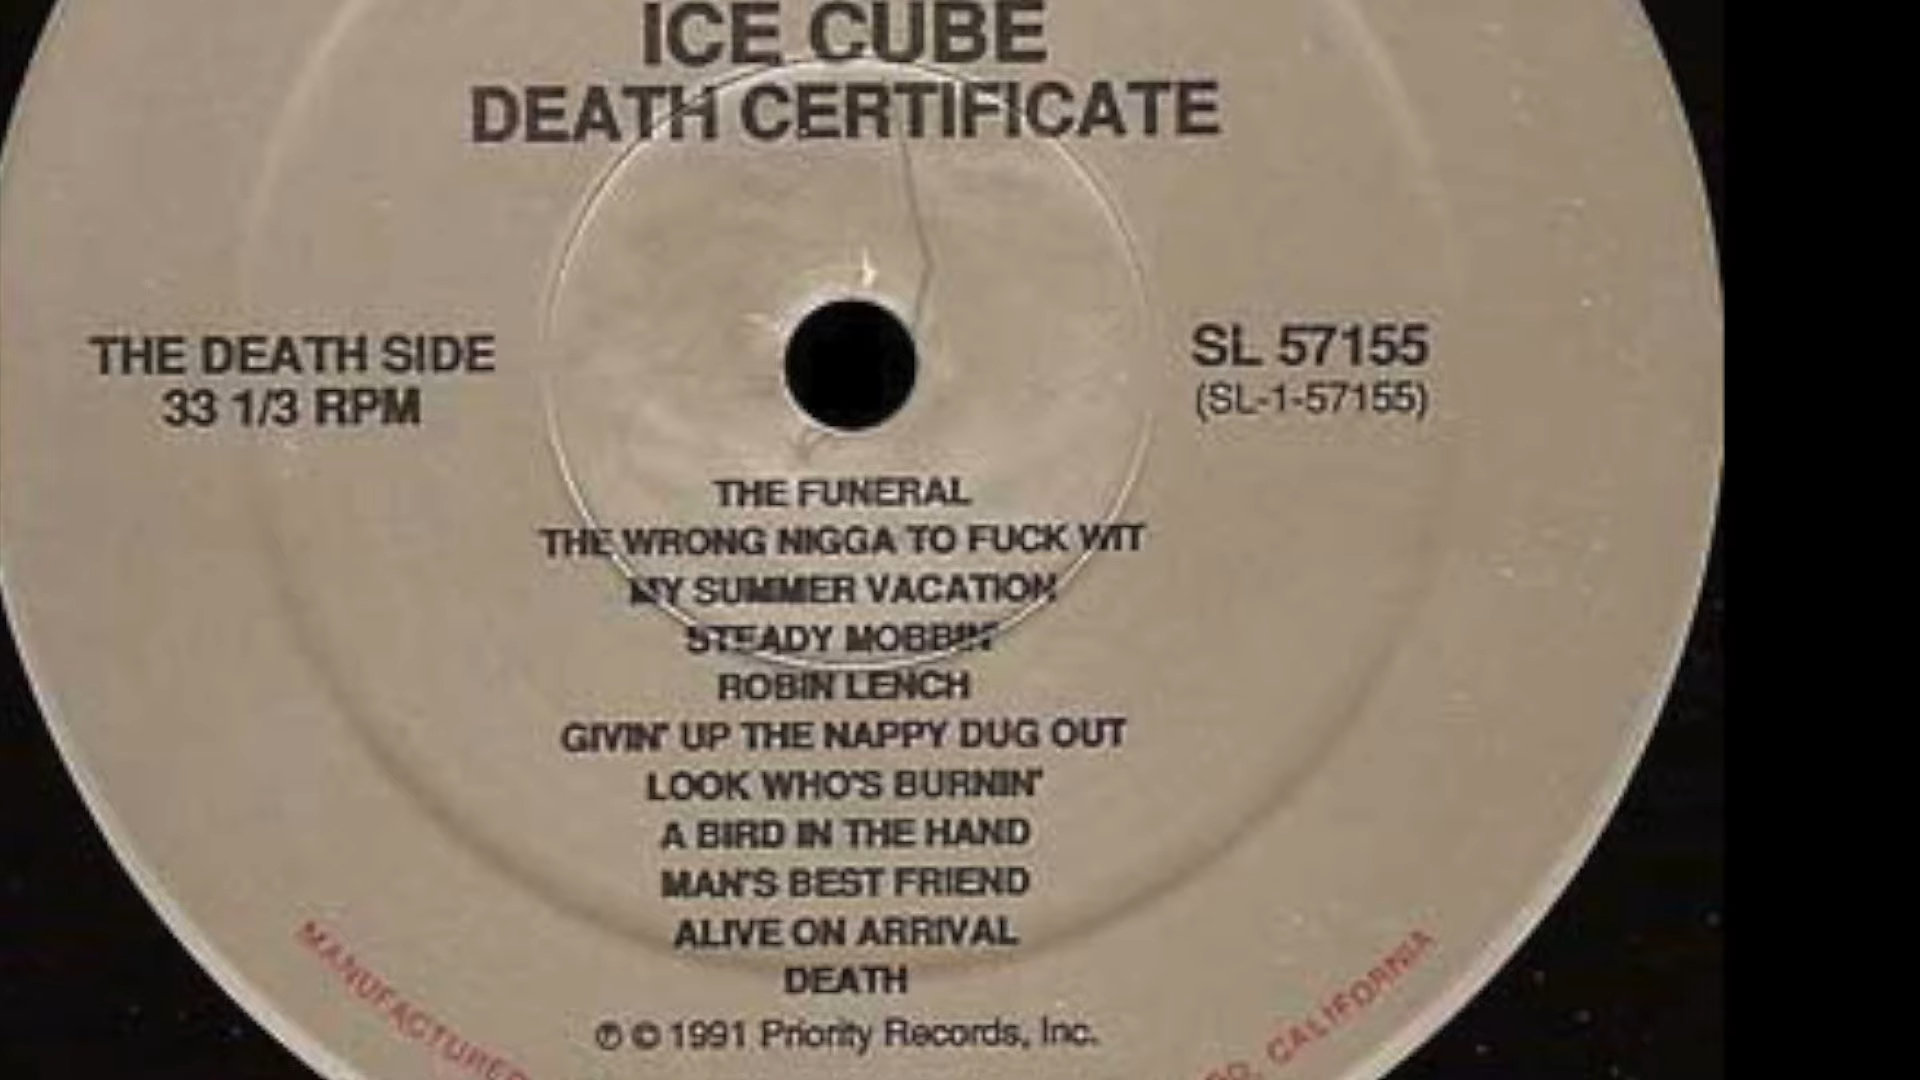 ICE CUBE
DEATH CERTIFICATE
THE DEATH SIDE
33 1/3 RPM
SL 57155
(SL-1-57155)
THE FUNERAL
THE WRONG NIGGA TO FUCK WIT
MY SUMMER VACATION
STEADY MOBBIN'
ROBIN LENCH
GIVIN' UP THE NAPPY DUG OUT
LOOK WHO'S BURNIN'
A BIRD IN THE HAND
MAN'S BEST FRIEND
ALIVE ON ARRIVAL
DEATH
℗ © 1991 Priority Records, Inc.
MANUFACTURED
CALIFORNIA